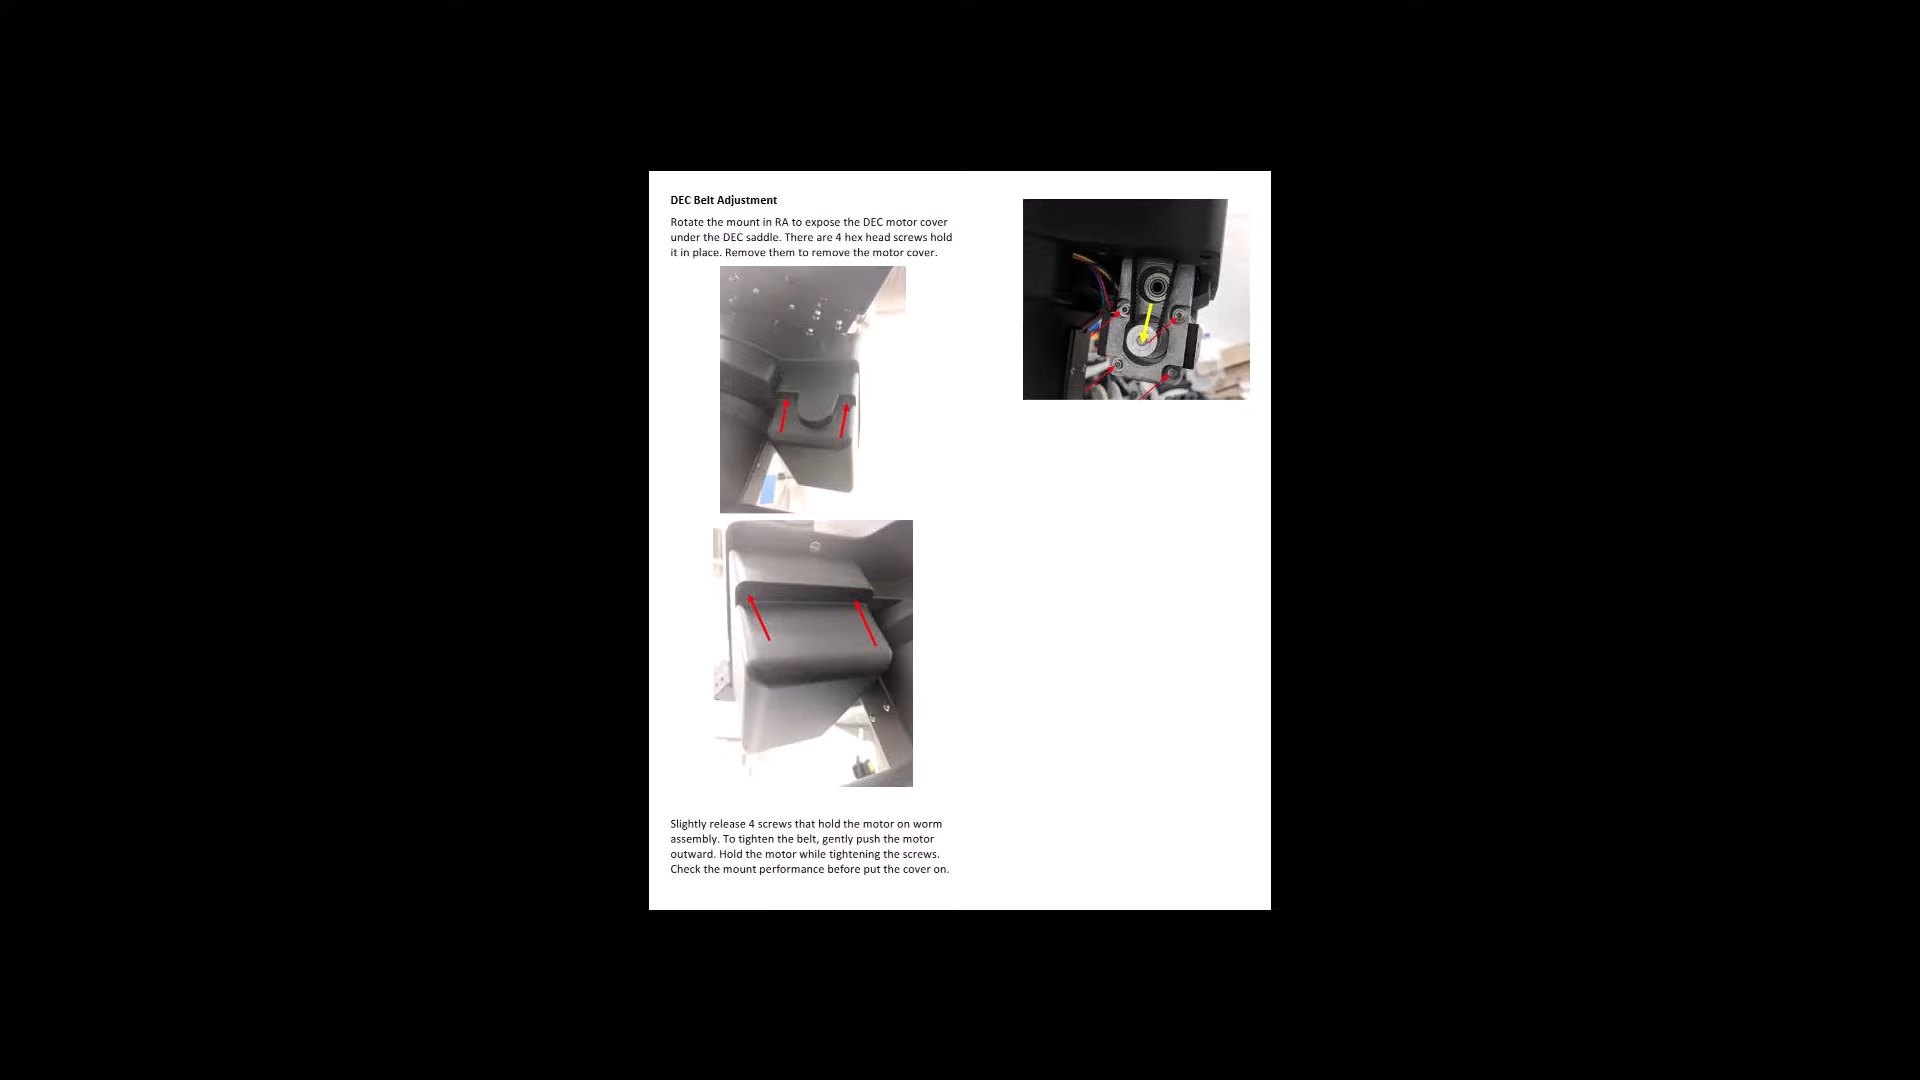 DEC Belt Adjustment
Rotate the mount in RA to expose the DEC motor cover
under the DEC saddle. There are 4 hex head screws hold
it in place. Remove them to remove the motor cover.
Slightly release 4 screws that hold the motor on worm
assembly. To tighten the belt, gently push the motor
outward. Hold the motor while tightening the screws.
Check the mount performance before put the cover on.